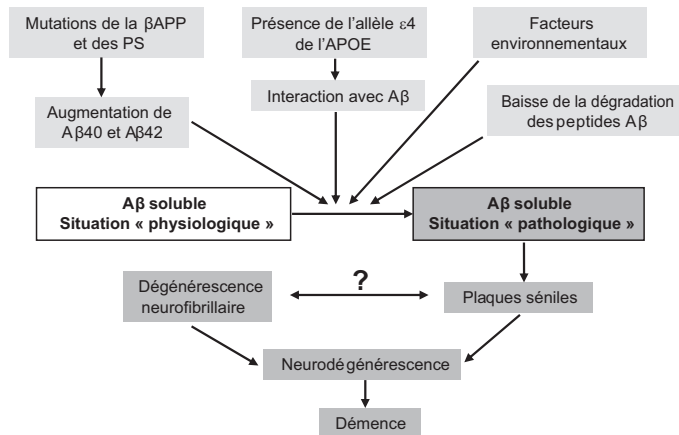 Mutations de la βAPP
et des PS
Présence de l'allèle ε4
de l'APOE
Facteurs
environnementaux
Augmentation de
Aβ40 et Aβ42
Interaction avec Aβ
Baisse de la dégradation
des peptides Aβ
Aβ soluble
Situation « physiologique »
Aβ soluble
Situation « pathologique »
?
Dégénérescence
neurofibrillaire
Plaques séniles
Neurodégénérescence
Démence